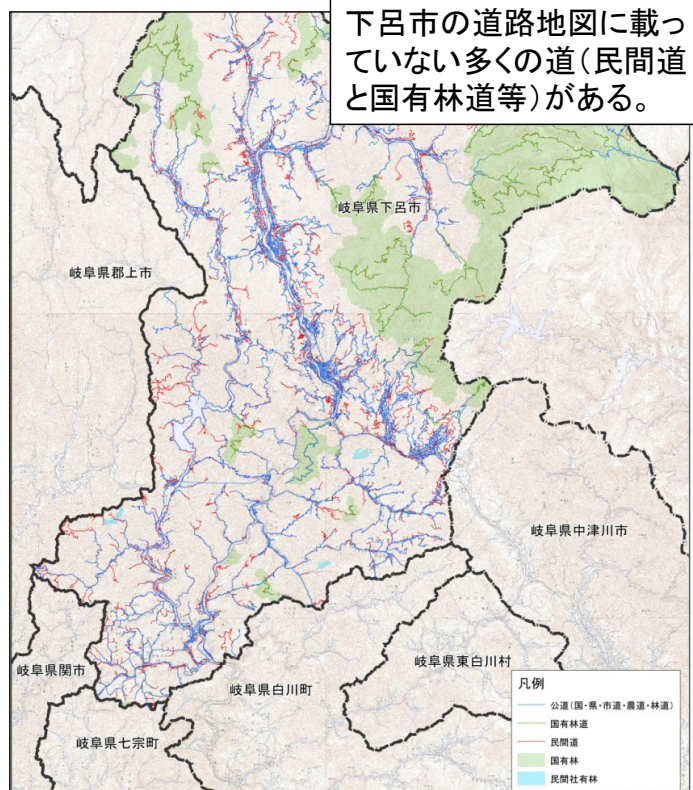 下呂市の道路地図に載っ
ていない多くの道(民間道
と国有林道等)がある。
岐阜県下呂市
岐阜県郡上市
岐阜県中津川市
岐阜県関市
岐阜県東白川村
岐阜県白川町
岐阜県七宗町
凡例
公道(国・県・市道・農道・林道)
国有林道
民間道
国有林
民間社有林